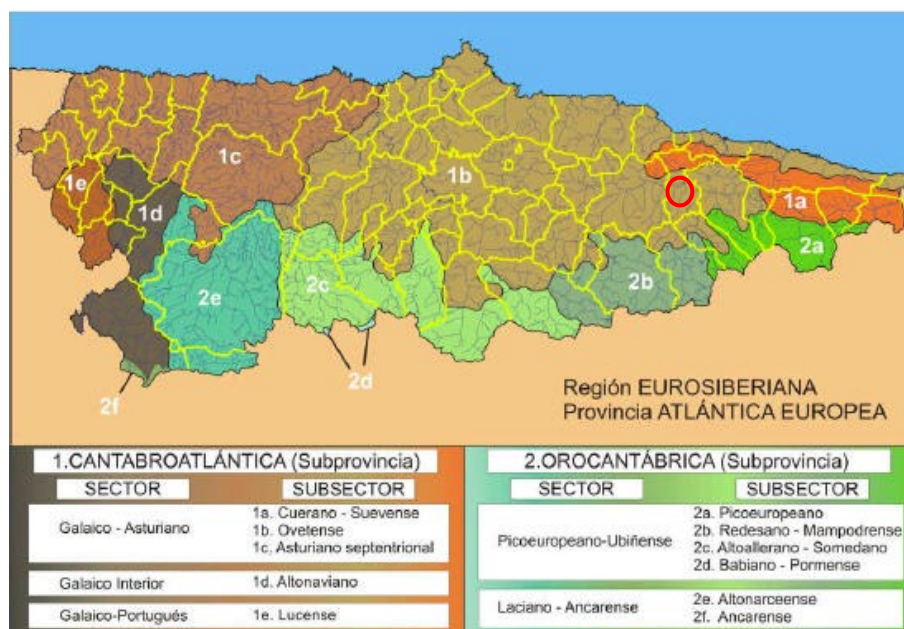 1e
1d
1c
1b
1a
2a
2b
2c
2e
2d
2f
Región EUROSIBERIANA
Provincia ATLÁNTICA EUROPEA
1.CANTABROATLÁNTICA (Subprovincia)
SECTOR
SUBSECTOR
Galaico - Asturiano
1a. Cuerano - Suevense
1b. Ovetense
1c. Asturiano septentrional
Galaico Interior
1d. Altonaviano
Galaico-Portugués
1e. Lucense
2.OROCANTÁBRICA (Subprovincia)
SECTOR
SUBSECTOR
Picoeuropeano-Ubiñense
2a. Picoeuropeano
2b. Redesano - Mampodrense
2c. Altoallerano - Somedano
2d. Babiano - Pormense
Laciano - Ancarense
2e. Altonarceense
2f. Ancarense